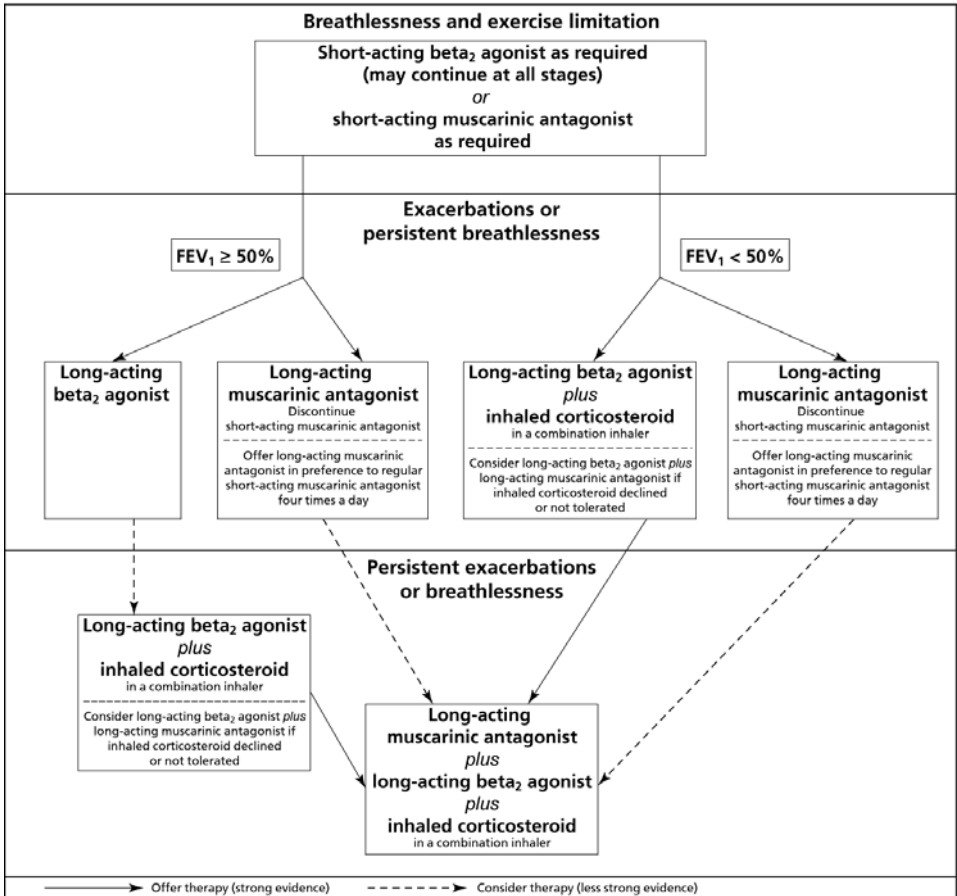 Breathlessness and exercise limitation
Short-acting beta₂ agonist as required
(may continue at all stages)
or
short-acting muscarinic antagonist
as required
Exacerbations or
persistent breathlessness
FEV₁ ≥ 50%
FEV₁ < 50%
Long-acting
beta₂ agonist
Long-acting
muscarinic antagonist
Discontinue
short-acting muscarinic antagonist
Offer long-acting muscarinic
antagonist in preference to regular
short-acting muscarinic antagonist
four times a day
Long-acting beta₂ agonist
plus
inhaled corticosteroid
in a combination inhaler
Consider long-acting beta₂ agonist plus
long-acting muscarinic antagonist if
inhaled corticosteroid declined
or not tolerated
Long-acting
muscarinic antagonist
Discontinue
short-acting muscarinic antagonist
Offer long-acting muscarinic
antagonist in preference to regular
short-acting muscarinic antagonist
four times a day
Persistent exacerbations
or breathlessness
Long-acting beta₂ agonist
plus
inhaled corticosteroid
in a combination inhaler
Consider long-acting beta₂ agonist plus
long-acting muscarinic antagonist if
inhaled corticosteroid declined
or not tolerated
Long-acting
muscarinic antagonist
plus
long-acting beta₂ agonist
plus
inhaled corticosteroid
in a combination inhaler
Offer therapy (strong evidence)
Consider therapy (less strong evidence)